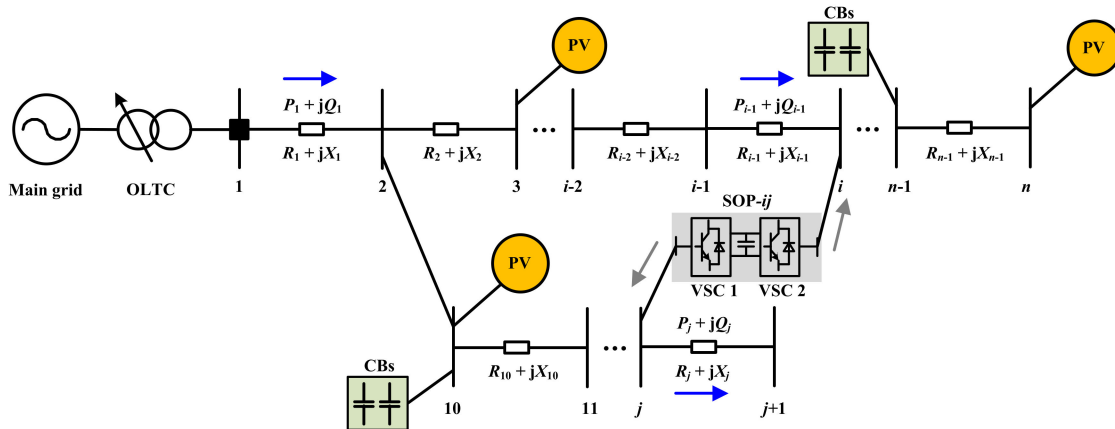 CBs
PV
PV
P1 + jQ1
Pi-1 + jQi-1
R1 + jX1
R2 + jX2
Ri-2 + jXi-2
Ri-1 + jXi-1
Rn-1 + jXn-1
Main grid
OLTC
1
2
3
i-2
i-1
i
n-1
n
SOP-ij
PV
VSC 1
VSC 2
Pj + jQj
CBs
R10 + jX10
Rj + jXj
10
11
j
j+1